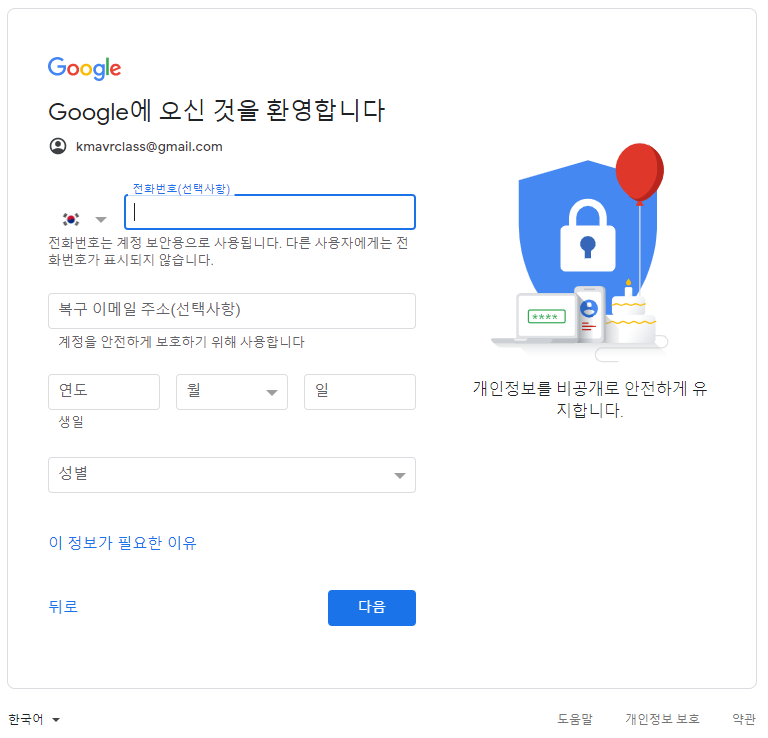 Google
Google에 오신 것을 환영합니다
kmavrclass@gmail.com
전화번호(선택사항)
전화번호는 계정 보안용으로 사용됩니다. 다른 사용자에게는 전
화번호가 표시되지 않습니다.
복구 이메일 주소(선택사항)
계정을 안전하게 보호하기 위해 사용합니다
연도 월 일
생일
성별
이 정보가 필요한 이유
뒤로 다음
****
개인정보를 비공개로 안전하게 유
지합니다.
한국어 도움말 개인정보 보호 약관